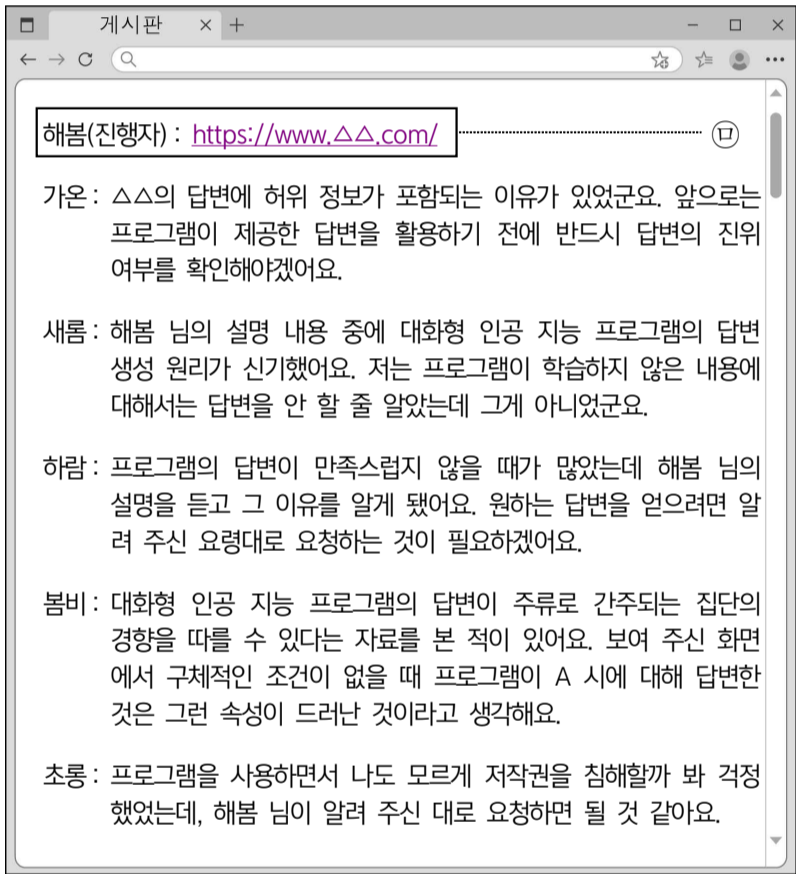 게시판
해봄(진행자) : https://www.△△.com/ ㉤
가온 : △△의 답변에 허위 정보가 포함되는 이유가 있었군요. 앞으로는
프로그램이 제공한 답변을 활용하기 전에 반드시 답변의 진위
여부를 확인해야겠어요.
새롬 : 해봄 님의 설명 내용 중에 대화형 인공 지능 프로그램의 답변
생성 원리가 신기했어요. 저는 프로그램이 학습하지 않은 내용에
대해서는 답변을 안 할 줄 알았는데 그게 아니었군요.
하람 : 프로그램의 답변이 만족스럽지 않을 때가 많았는데 해봄 님의
설명을 듣고 그 이유를 알게 됐어요. 원하는 답변을 얻으려면 알
려 주신 요령대로 요청하는 것이 필요하겠어요.
봄비 : 대화형 인공 지능 프로그램의 답변이 주류로 간주되는 집단의
경향을 따를 수 있다는 자료를 본 적이 있어요. 보여 주신 화면
에서 구체적인 조건이 없을 때 프로그램이 A 시에 대해 답변한
것은 그런 속성이 드러난 것이라고 생각해요.
초롱 : 프로그램을 사용하면서 나도 모르게 저작권을 침해할까 봐 걱정
했었는데, 해봄 님이 알려 주신 대로 요청하면 될 것 같아요.